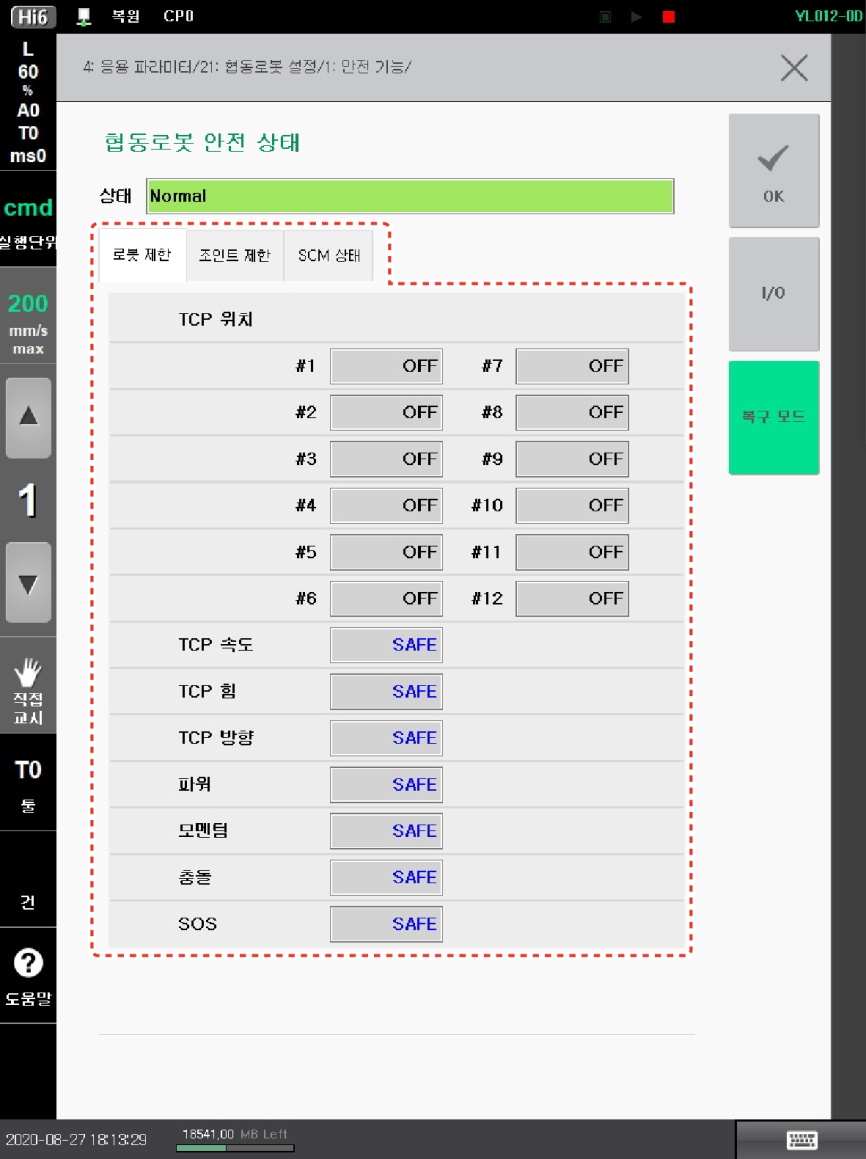 Hi6 복원 CP0 YL012-0D
L
60
%
A0
T0
ms0
cmd
실행단위
200
mm/s
max
1
직접
교시
T0
툴
건
?
도움말
4: 응용 파라미터/21: 협동로봇 설정/1: 안전 기능/
협동로봇 안전 상태
상태 Normal
로봇 제한 조인트 제한 SCM 상태
TCP 위치
#1 OFF #7 OFF
#2 OFF #8 OFF
#3 OFF #9 OFF
#4 OFF #10 OFF
#5 OFF #11 OFF
#6 OFF #12 OFF
TCP 속도 SAFE
TCP 힘 SAFE
TCP 방향 SAFE
파워 SAFE
모멘텀 SAFE
충돌 SAFE
SOS SAFE
OK
I/O
복구 모드
2020-08-27 18:13:29 18541,00 MB Left